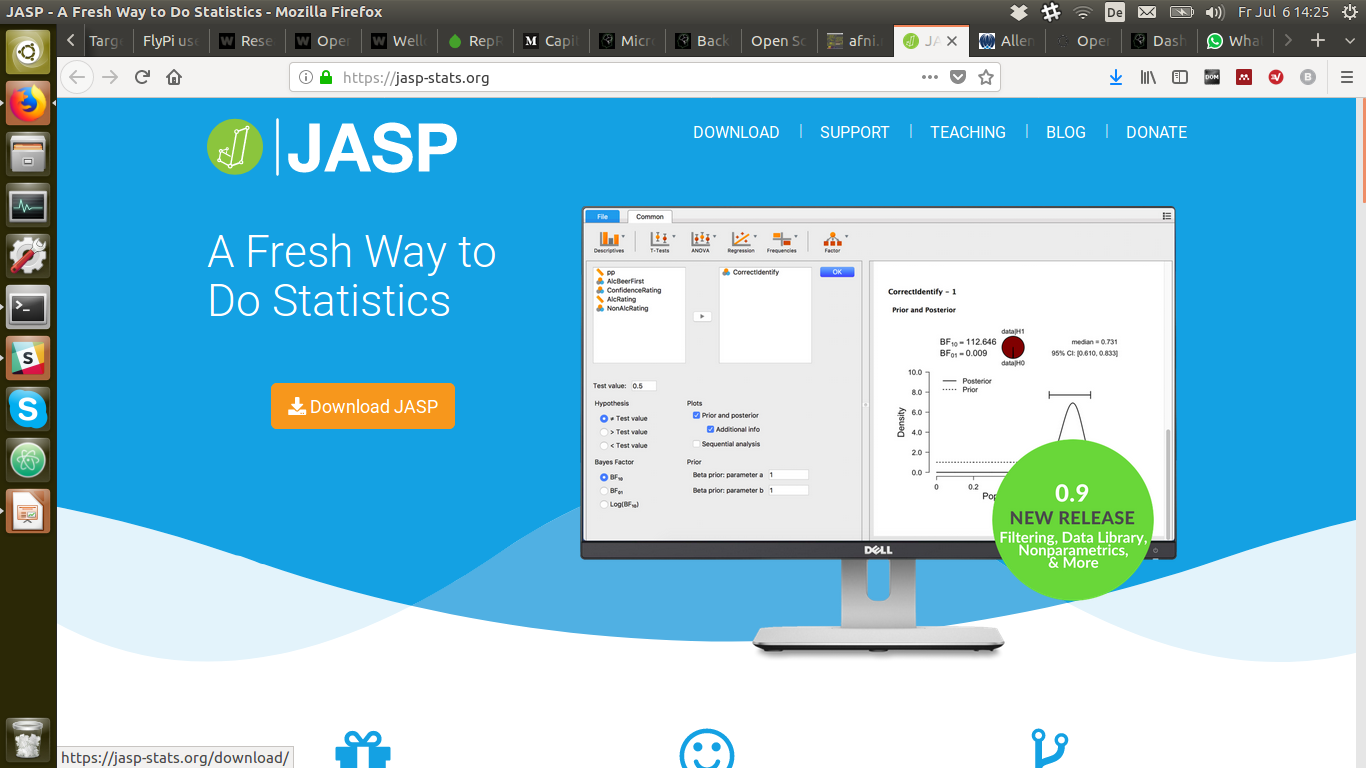 JASP - A Fresh Way to Do Statistics - Mozilla Firefox
De
Fr Jul 6 14:25
Targ
FlyPi use
W Rese
W Oper
W Wello
RepR
M Capit
Micro
Back
Open Sc
afni.
JA
Allen
Oper
Dash
What
https://jasp-stats.org
DOM
B
JASP
DOWNLOAD
SUPPORT
TEACHING
BLOG
DONATE
A Fresh Way to
Do Statistics
Download JASP
File
Common
Descriptives
T-Tests
ANOVA
Regression
Frequencies
Factor
pp
AlcBeerFirst
ConfidenceRating
AlcRating
NonAlcRating
CorrectIdentify
OK
Test value: 0.5
Hypothesis
≠ Test value
> Test value
< Test value
Bayes Factor
BF₁₀
BF₀₁
Log(BF₁₀)
Plots
Prior and posterior
Additional info
Sequential analysis
Prior
Beta prior: parameter a 1
Beta prior: parameter b 1
CorrectIdentify - 1
Prior and Posterior
data|H1
BF₁₀ = 112.646
BF₀₁ = 0.009
data|H0
median = 0.731
95% CI: [0.610, 0.833]
Posterior
Prior
10.0
8.0
6.0
4.0
2.0
0.0
Density
0
0.2
Pop
0.9
NEW RELEASE
Filtering, Data Library,
Nonparametrics,
& More
DELL
https://jasp-stats.org/download/